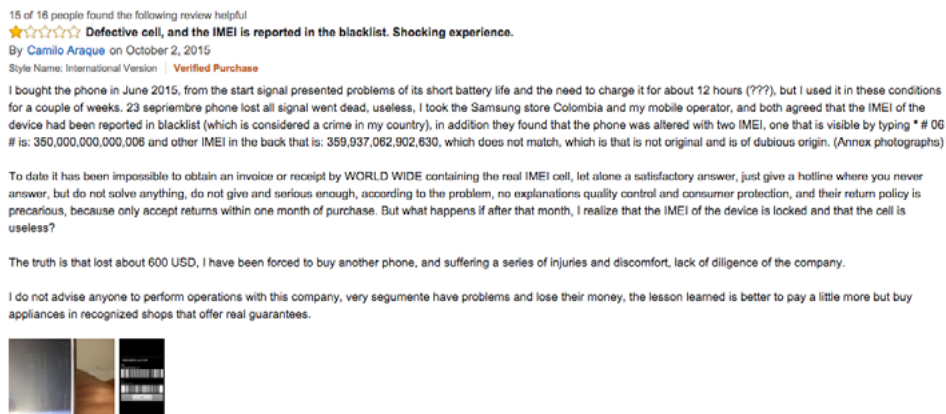 15 of 16 people found the following review helpful
Defective cell, and the IMEI is reported in the blacklist. Shocking experience.
By Camilo Araque on October 2, 2015
Style Name: International Version Verified Purchase
I bought the phone in June 2015, from the start signal presented problems of its short battery life and the need to charge it for about 12 hours (???), but I used it in these conditions
for a couple of weeks. 23 sepriembre phone lost all signal went dead, useless, I took the Samsung store Colombia and my mobile operator, and both agreed that the IMEI of the
device had been reported in blacklist (which is considered a crime in my country), in addition they found that the phone was altered with two IMEI, one that is visible by typing * # 06
# is: 350,000,000,000,006 and other IMEI in the back that is: 359,937,062,902,630, which does not match, which is that is not original and is of dubious origin. (Annex photographs)
To date it has been impossible to obtain an invoice or receipt by WORLD WIDE containing the real IMEI cell, let alone a satisfactory answer, just give a hotline where you never
answer, but do not solve anything, do not give and serious enough, according to the problem, no explanations quality control and consumer protection, and their return policy is
precarious, because only accept returns within one month of purchase. But what happens if after that month, I realize that the IMEI of the device is locked and that the cell is
useless?
The truth is that lost about 600 USD, I have been forced to buy another phone, and suffering a series of injuries and discomfort, lack of diligence of the company.
I do not advise anyone to perform operations with this company, very segumente have problems and lose their money, the lesson learned is better to pay a little more but buy
appliances in recognized shops that offer real guarantees.